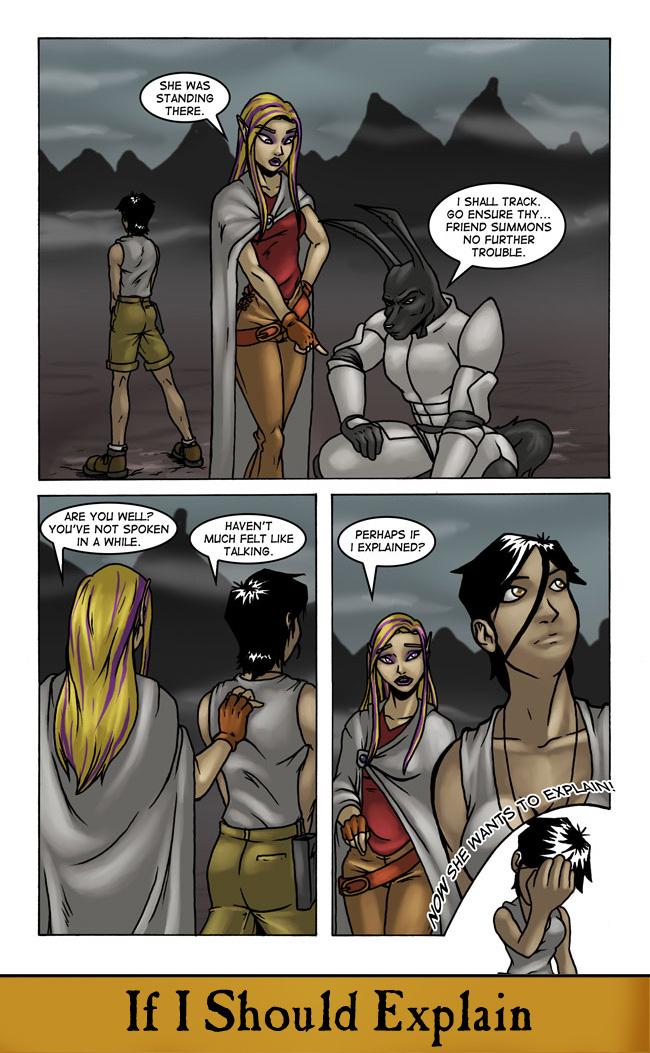 SHE WAS
STANDING
THERE.
I SHALL TRACK.
GO ENSURE THY...
FRIEND SUMMONS
NO FURTHER
TROUBLE.
ARE YOU WELL?
YOU'VE NOT SPOKEN
IN A WHILE.
HAVEN'T
MUCH FELT LIKE
TALKING.
PERHAPS IF
I EXPLAINED?
NOW SHE WANTS TO EXPLAIN!
If I Should Explain